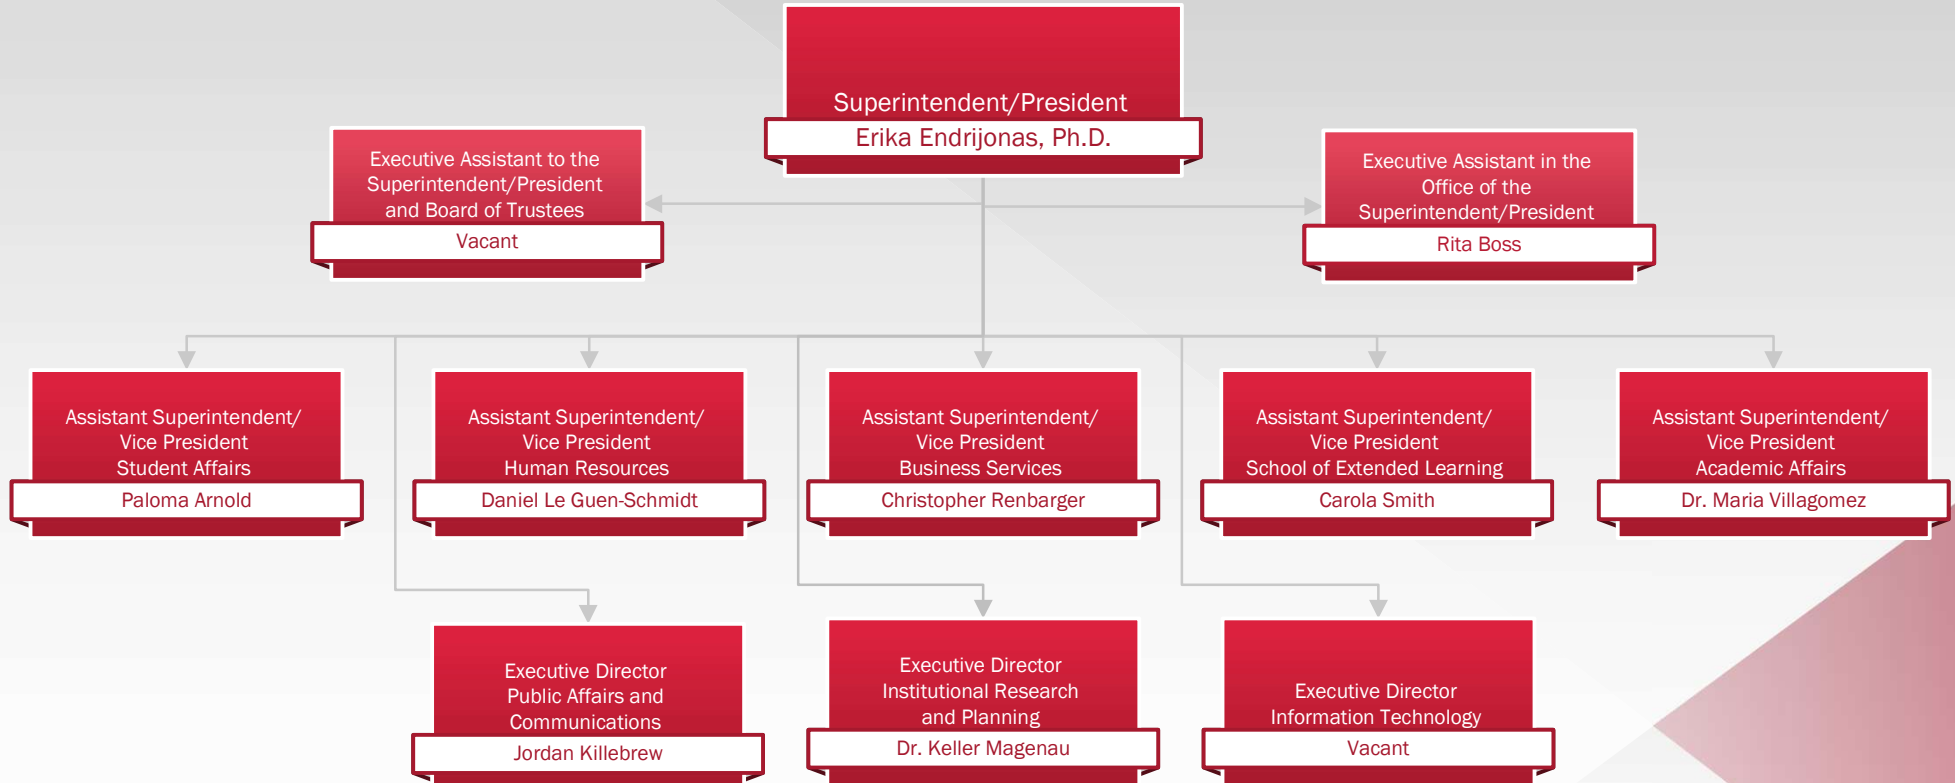 Superintendent/President
Erika Endrijonas, Ph.D.
Executive Assistant to the
Superintendent/President
and Board of Trustees
Vacant
Executive Assistant in the
Office of the
Superintendent/President
Rita Boss
Assistant Superintendent/
Vice President
Student Affairs
Paloma Arnold
Assistant Superintendent/
Vice President
Human Resources
Daniel Le Guen-Schmidt
Assistant Superintendent/
Vice President
Business Services
Christopher Renbarger
Assistant Superintendent/
Vice President
School of Extended Learning
Carola Smith
Assistant Superintendent/
Vice President
Academic Affairs
Dr. Maria Villagomez
Executive Director
Public Affairs and
Communications
Jordan Killebrew
Executive Director
Institutional Research
and Planning
Dr. Keller Magenau
Executive Director
Information Technology
Vacant